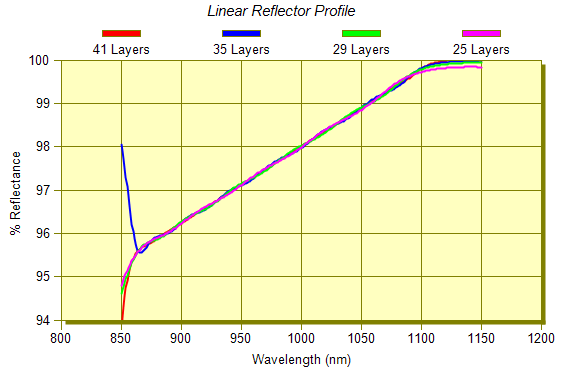 Linear Reflector Profile
41 Layers 35 Layers 29 Layers 25 Layers
100
99
98
97
96
95
94
% Reflectance
800 850 900 950 1000 1050 1100 1150 1200
Wavelength (nm)